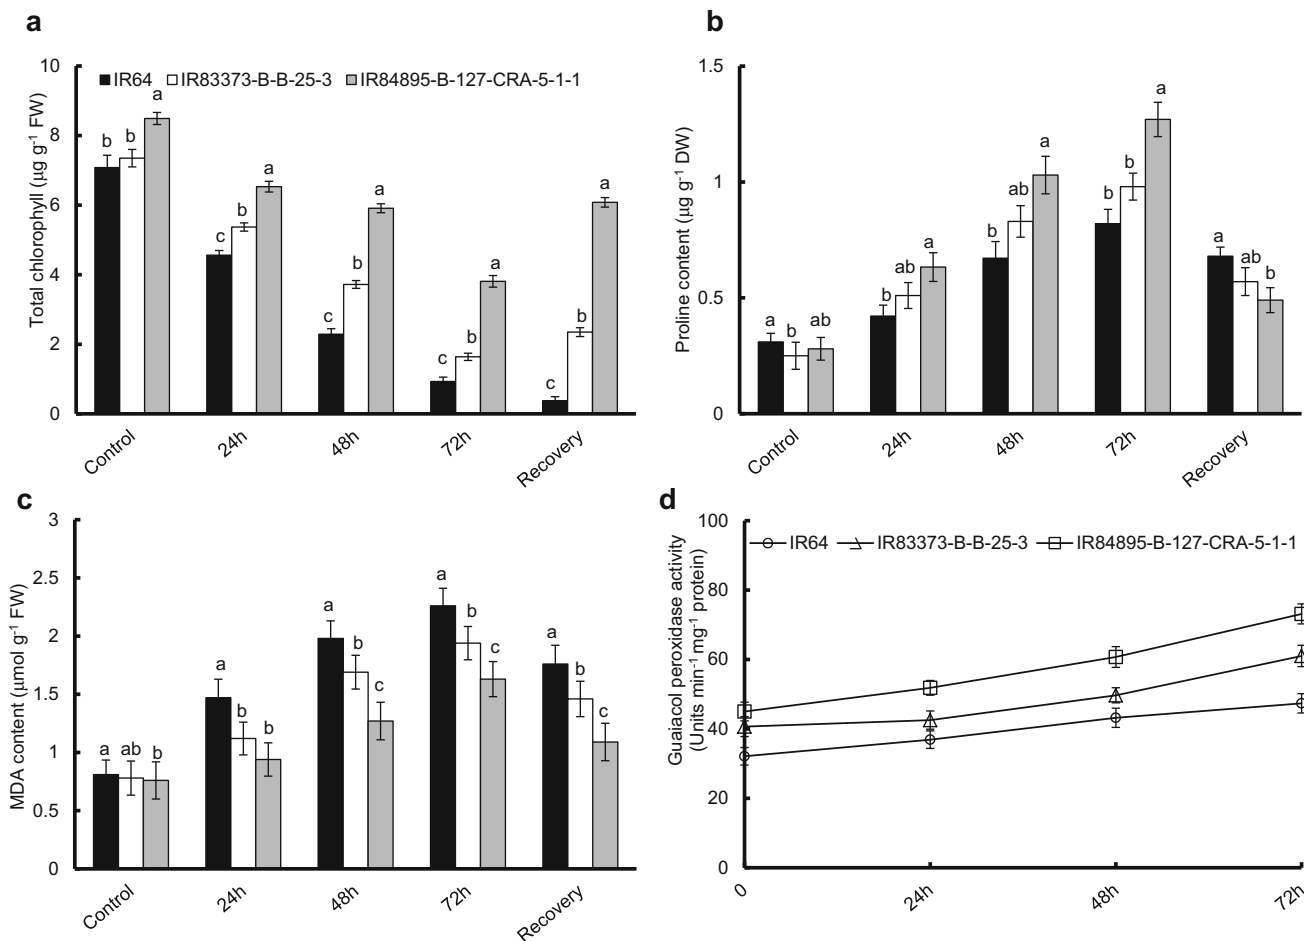 a
IR64 IR83373-B-B-25-3 IR84895-B-127-CRA-5-1-1
Total chlorophyll (µg g-1 FW)
10
8
6
4
2
0
b b a
c b a
c b a
c b a
c b a
Control 24h 48h 72h Recovery
b
Proline content (µg g-1 DW)
1.5
1
0.5
0
a b ab
b ab a
b ab a
b b a
a ab b
Control 24h 48h 72h Recovery
c
MDA content (µmol g-1 FW)
3
2.5
2
1.5
1
0.5
0
a ab b
a b b
a b c
a b c
a b c
Control 24h 48h 72h Recovery
d
IR64 IR83373-B-B-25-3 IR84895-B-127-CRA-5-1-1
Guaiacol peroxidase activity
(Units min-1 mg-1 protein)
100
80
60
40
20
0
0 24h 48h 72h